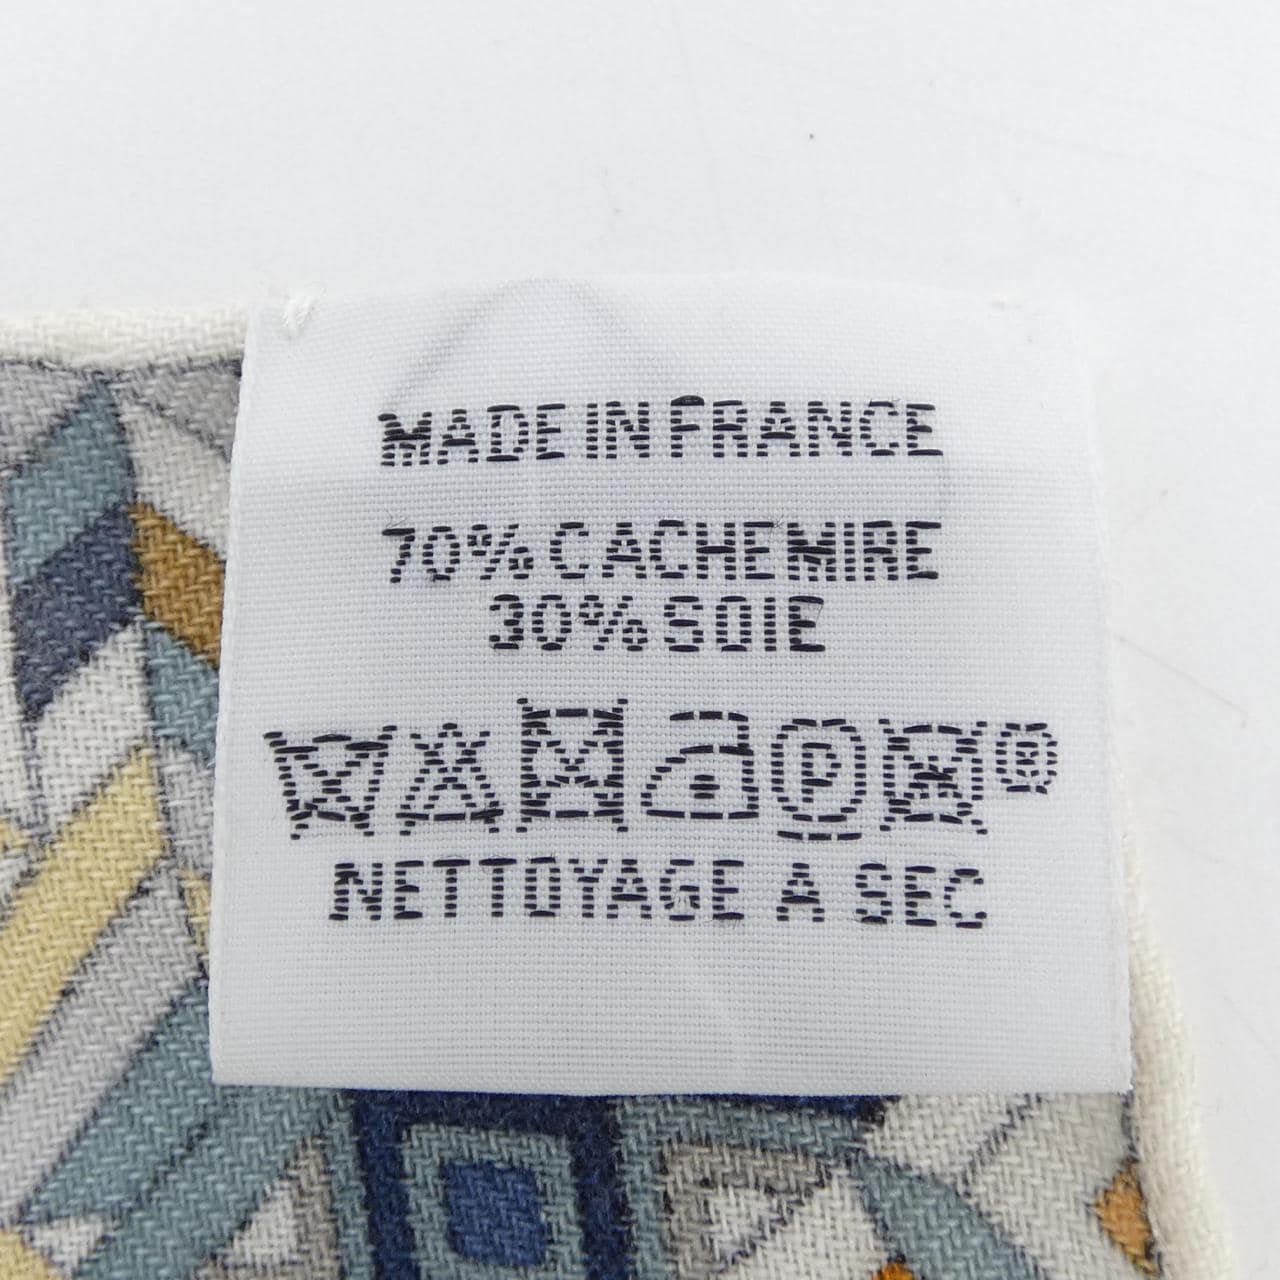 MADE IN FRANCE
70% CACHEMIRE
30% SOIE
P ®
NETTOYAGE A SEC